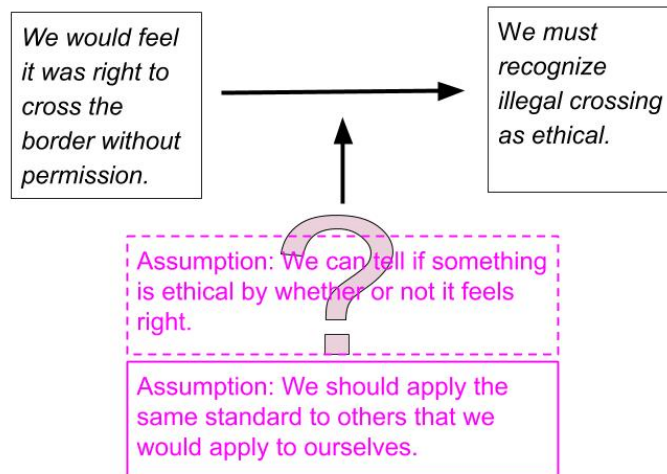 We would feel
it was right to
cross the
border without
permission.
We must
recognize
illegal crossing
as ethical.
?
Assumption: We can tell if something
is ethical by whether or not it feels
right.
Assumption: We should apply the
same standard to others that we
would apply to ourselves.